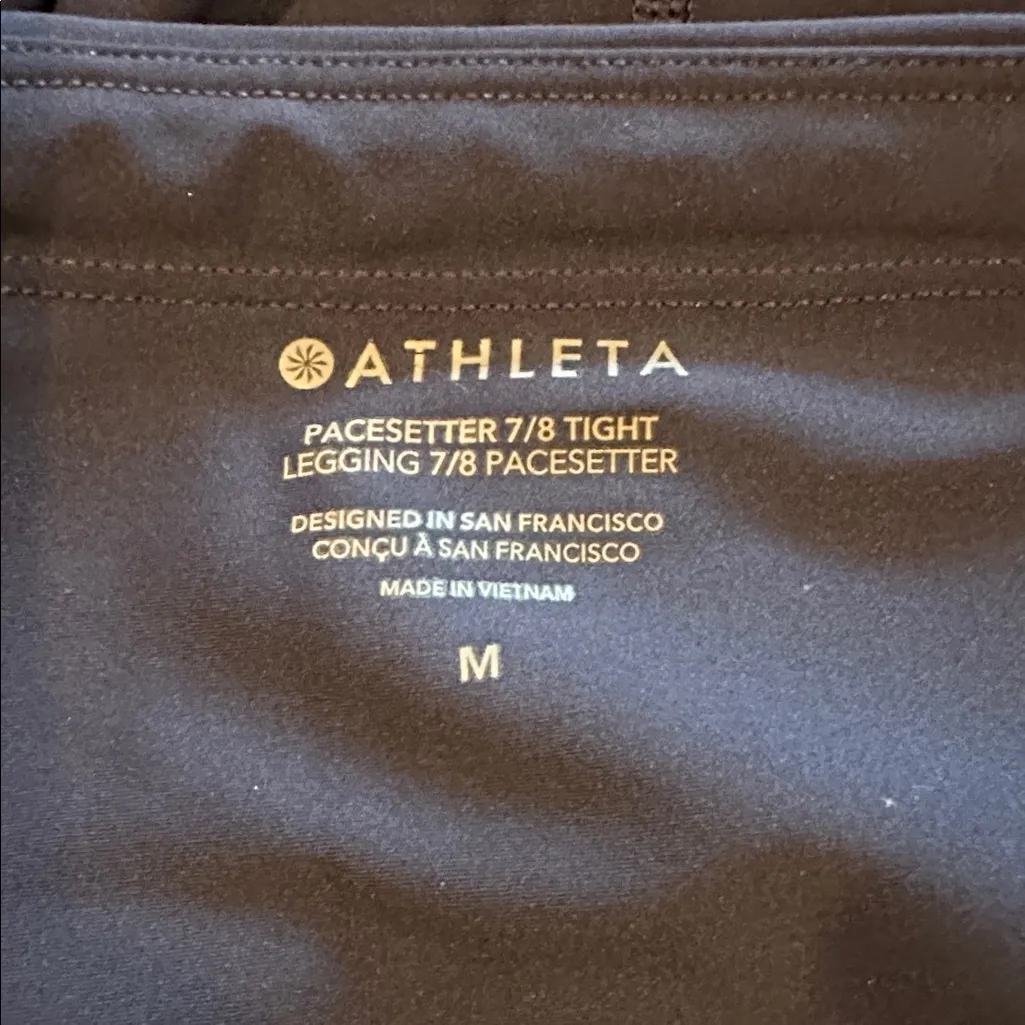 ATHLETA
PACESETTER 7/8 TIGHT
LEGGING 7/8 PACESETTER
DESIGNED IN SAN FRANCISCO
CONÇU À SAN FRANCISCO
MADE IN VIETNAM
M